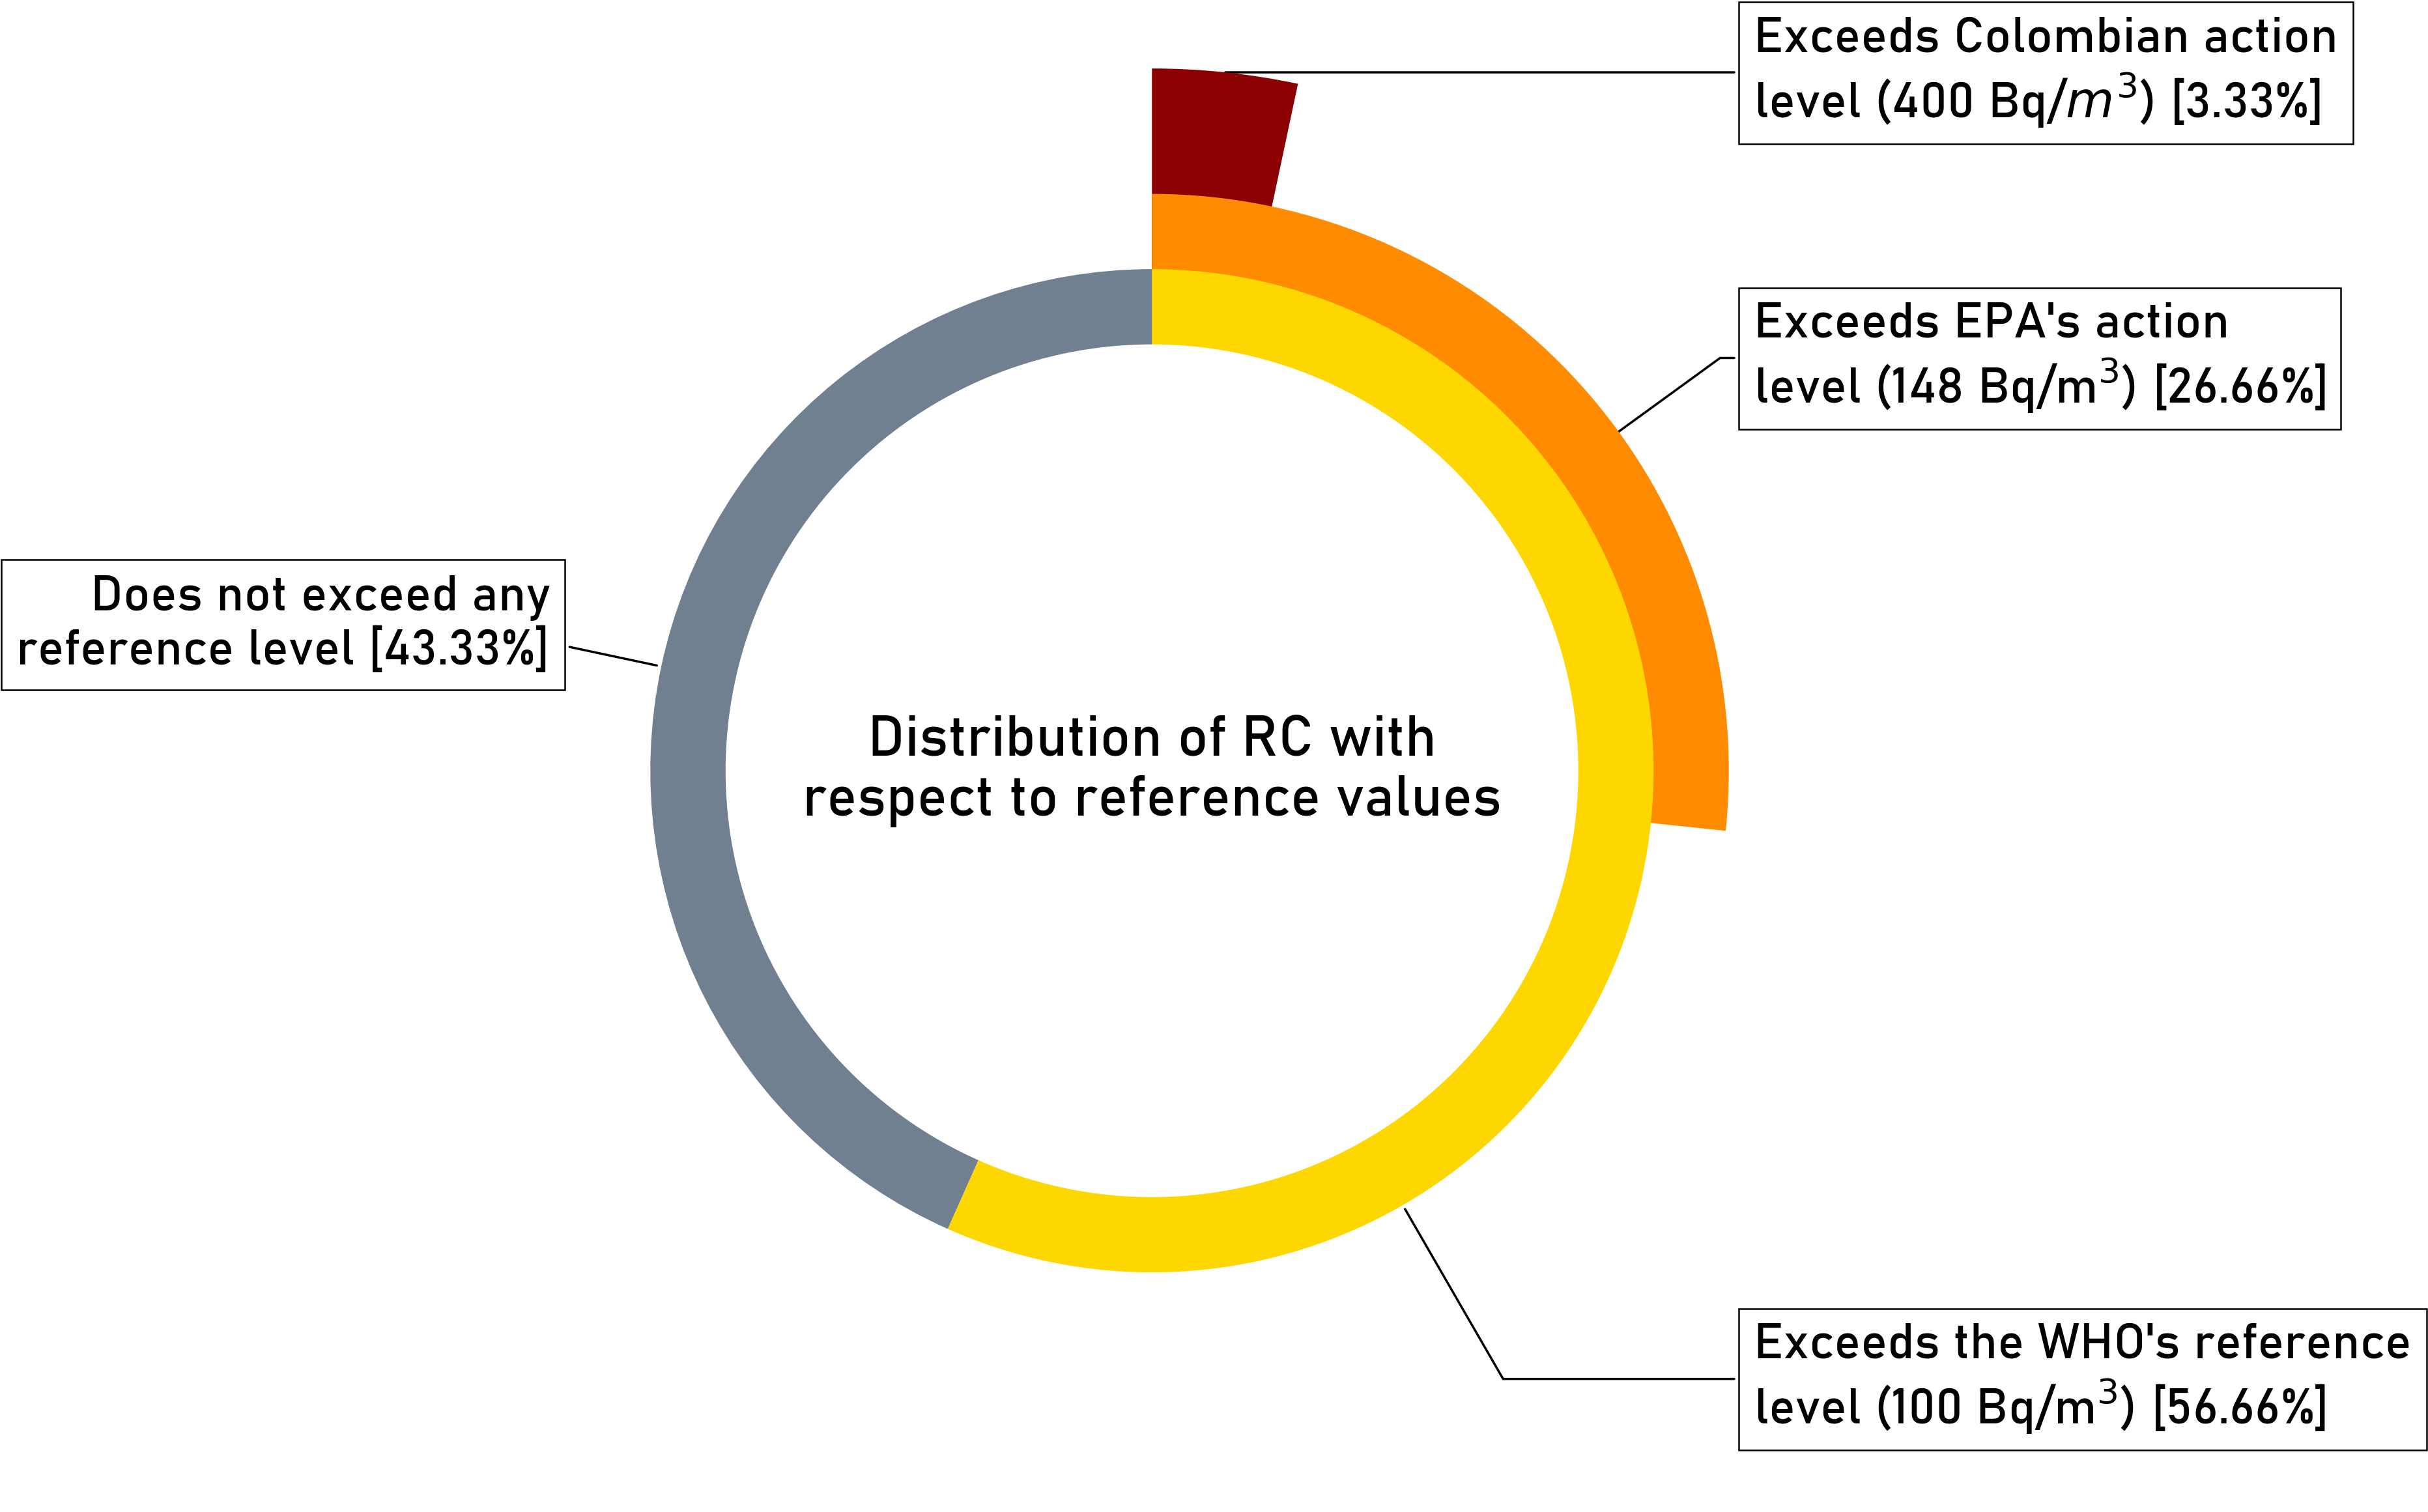 Exceeds Colombian action
level (400 Bq/m³) [3.33%]
Exceeds EPA's action
level (148 Bq/m³) [26.66%]
Does not exceed any
reference level [43.33%]
Distribution of RC with
respect to reference values
Exceeds the WHO's reference
level (100 Bq/m³) [56.66%]